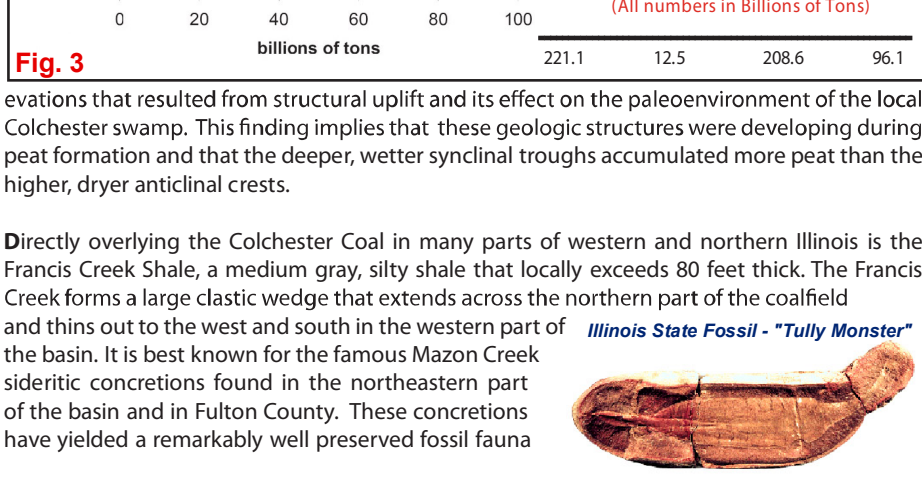 (All numbers in Billions of Tons)
0 20 40 60 80 100
billions of tons
221.1 12.5 208.6 96.1
Fig. 3
evations that resulted from structural uplift and its effect on the paleoenvironment of the local
Colchester swamp. This finding implies that these geologic structures were developing during
peat formation and that the deeper, wetter synclinal troughs accumulated more peat than the
higher, dryer anticlinal crests.
Directly overlying the Colchester Coal in many parts of western and northern Illinois is the
Francis Creek Shale, a medium gray, silty shale that locally exceeds 80 feet thick. The Francis
Creek forms a large clastic wedge that extends across the northern part of the coalfield
and thins out to the west and south in the western part of
the basin. It is best known for the famous Mazon Creek
sideritic concretions found in the northeastern part
of the basin and in Fulton County. These concretions
have yielded a remarkably well preserved fossil fauna
Illinois State Fossil - "Tully Monster"